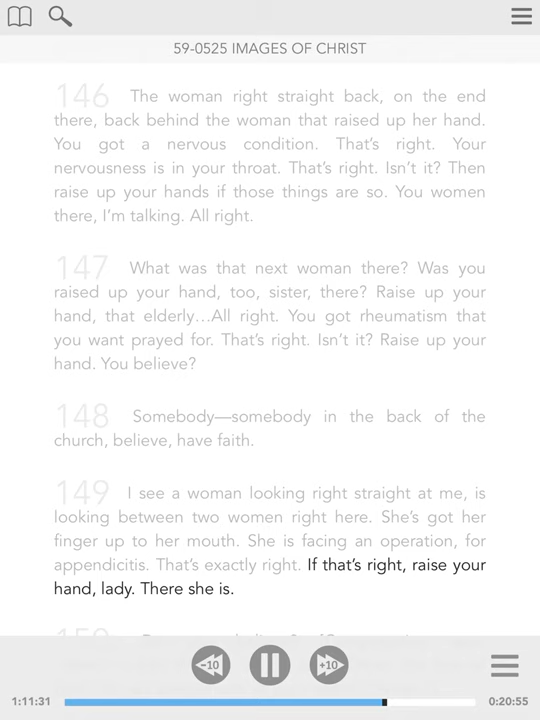 59-0525 IMAGES OF CHRIST
146 The woman right straight back, on the end
there, back behind the woman that raised up her hand.
You got a nervous condition. That's right. Your
nervousness is in your throat. That's right. Isn't it? Then
raise up your hands if those things are so. You women
there, I'm talking. All right.
147 What was that next woman there? Was you
raised up your hand, too, sister, there? Raise up your
hand, that elderly…All right. You got rheumatism that
you want prayed for. That's right. Isn't it? Raise up your
hand. You believe?
148 Somebody—somebody in the back of the
church, believe, have faith.
149 I see a woman looking right straight at me, is
looking between two women right here. She's got her
finger up to her mouth. She is facing an operation, for
appendicitis. That's exactly right. If that's right, raise your
hand, lady. There she is.
-10
+10
1:11:31
0:20:55